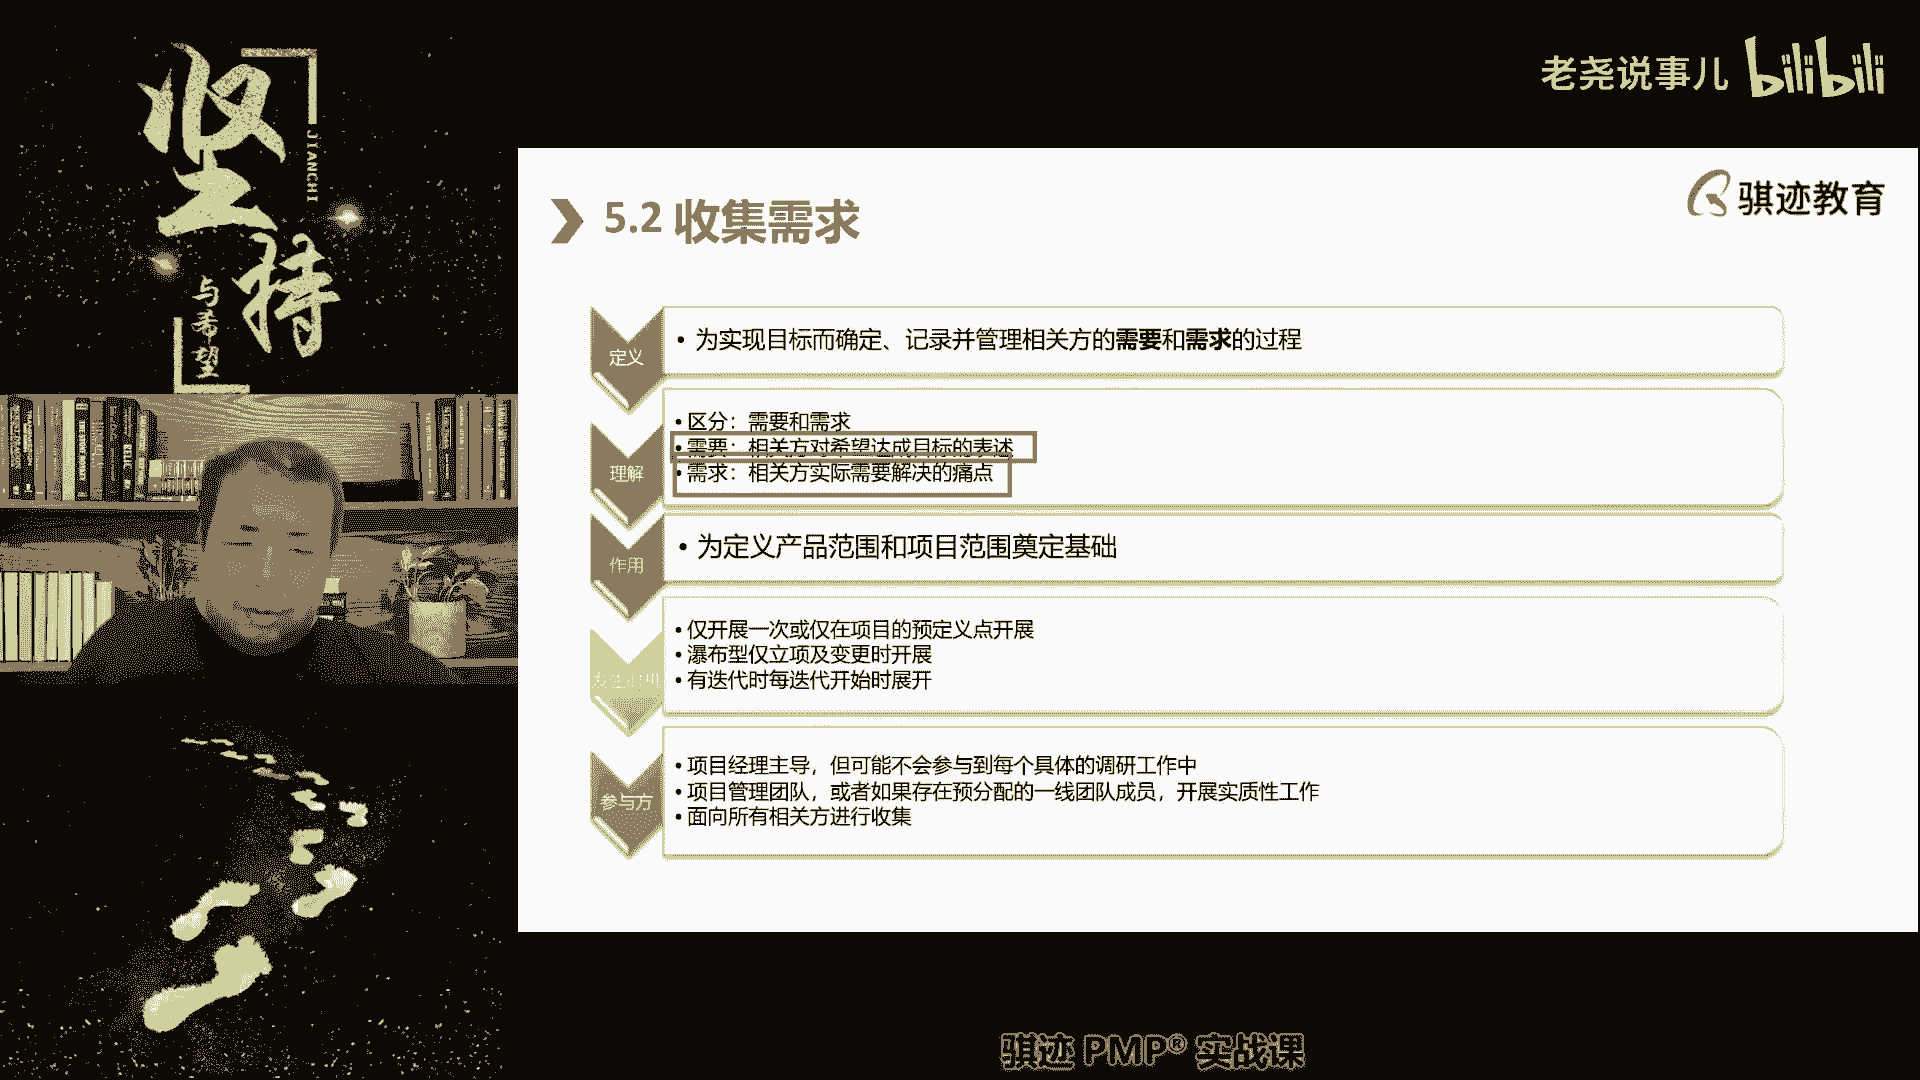 坚持
JIANCHI
与希望
老尧说事儿 bilibili
骐迹教育
5.2 收集需求
定义
• 为实现目标而确定、记录并管理相关方的需要和需求的过程
理解
• 区分：需要和需求
• 需要：相关方对希望达成目标的表述
• 需求：相关方实际需要解决的痛点
作用
• 为定义产品范围和项目范围奠定基础
• 仅开展一次或仅在项目的预定义点开展
• 瀑布型仅立项及变更时开展
• 有迭代时每迭代开始时展开
参与方
• 项目经理主导，但可能不会参与到每个具体的调研工作中
• 项目管理团队，或者如果存在预分配的一线团队成员，开展实质性工作
• 面向所有相关方进行收集
骐迹 PMP® 实战课